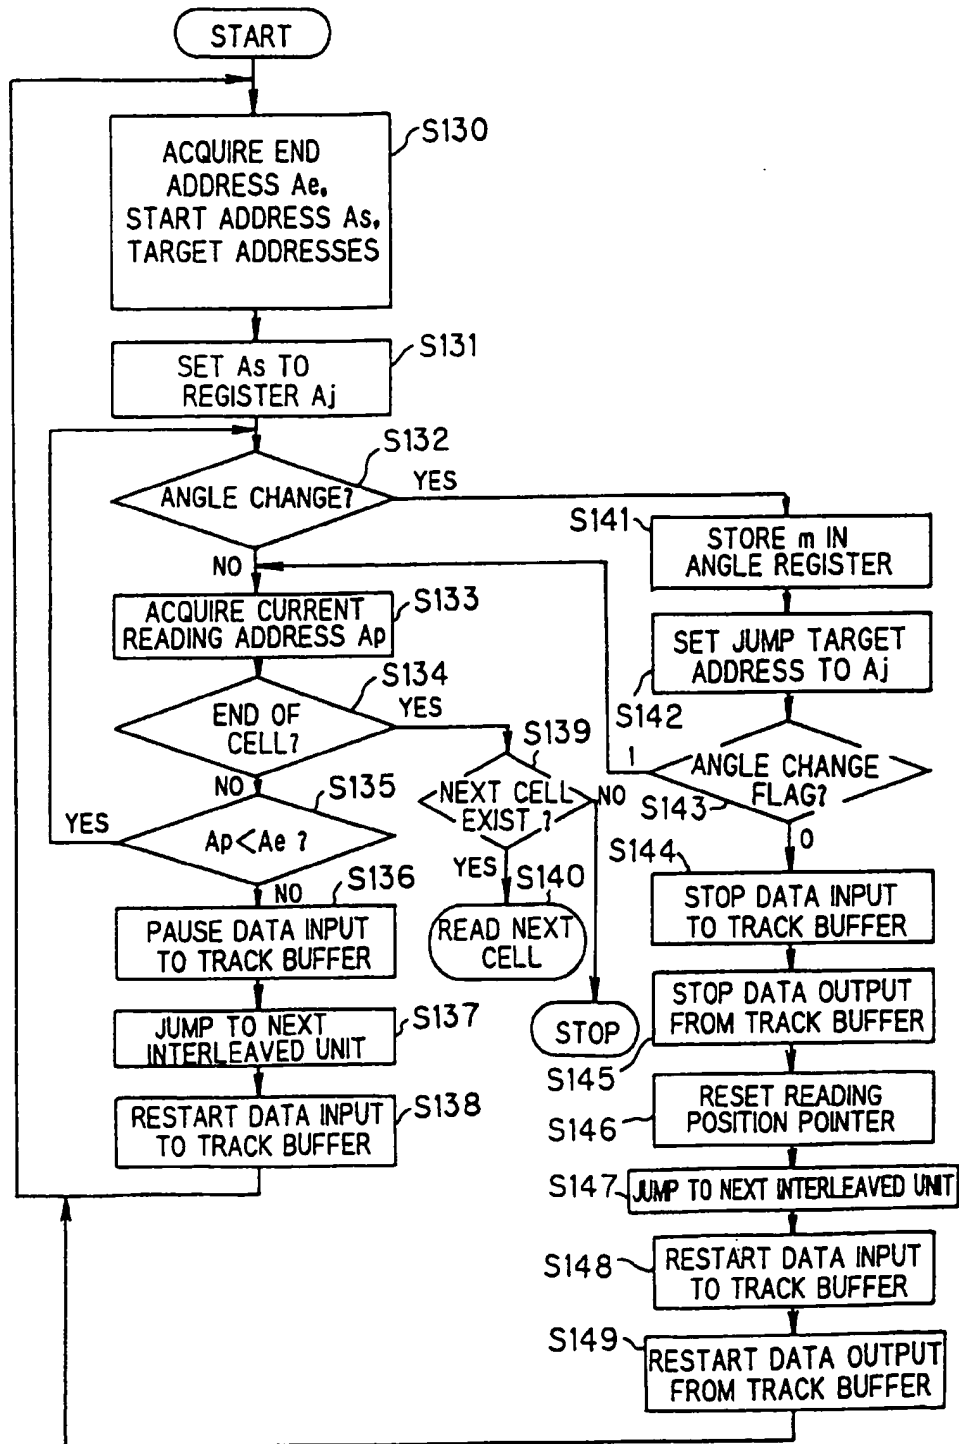 START
S130
ACQUIRE END
ADDRESS Ae,
START ADDRESS As,
TARGET ADDRESSES
S131
SET As TO
REGISTER Aj
S132
ANGLE CHANGE?
YES
NO
S133
ACQUIRE CURRENT
READING ADDRESS Ap
S134
END OF
CELL?
YES
NO
S135
Ap<Ae ?
YES
NO
S136
PAUSE DATA INPUT
TO TRACK BUFFER
S137
JUMP TO NEXT
INTERLEAVED UNIT
S138
RESTART DATA INPUT
TO TRACK BUFFER
S139
NEXT CELL
EXIST ?
NO
YES
S140
READ NEXT
CELL
STOP
S141
STORE m IN
ANGLE REGISTER
S142
SET JUMP TARGET
ADDRESS TO Aj
S143
ANGLE CHANGE
FLAG?
1
0
S144
STOP DATA INPUT
TO TRACK BUFFER
S145
STOP DATA OUTPUT
FROM TRACK BUFFER
S146
RESET READING
POSITION POINTER
S147
JUMP TO NEXT INTERLEAVED UNIT
S148
RESTART DATA INPUT
TO TRACK BUFFER
S149
RESTART DATA OUTPUT
FROM TRACK BUFFER